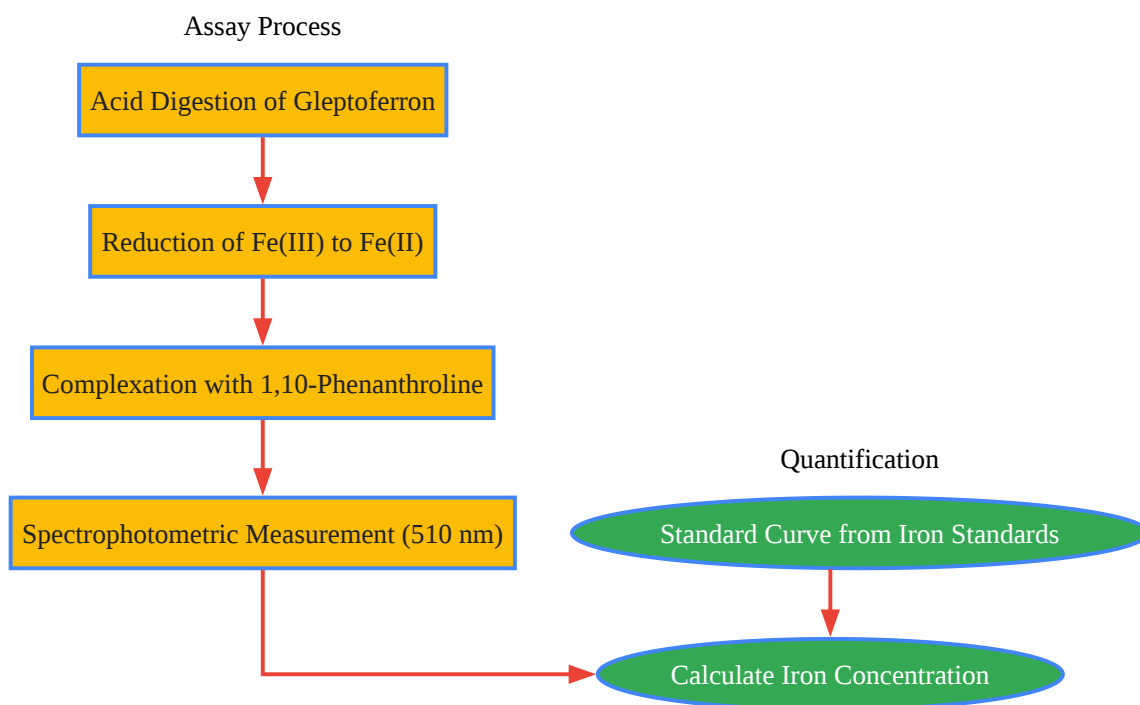 Assay Process
Acid Digestion of Gleptoferron
Reduction of Fe(III) to Fe(II)
Complexation with 1,10-Phenanthroline
Spectrophotometric Measurement (510 nm)
Quantification
Standard Curve from Iron Standards
Calculate Iron Concentration